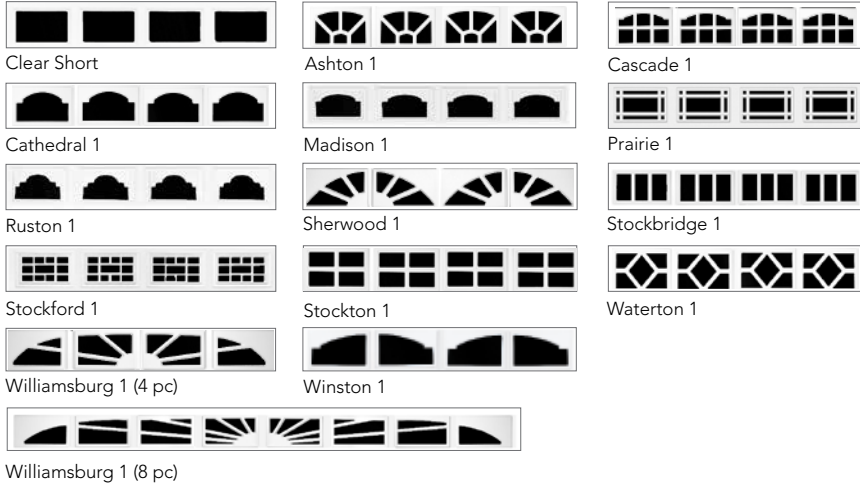 Clear Short
Ashton 1
Cascade 1
Cathedral 1
Madison 1
Prairie 1
Ruston 1
Sherwood 1
Stockbridge 1
Stockford 1
Stockton 1
Waterton 1
Williamsburg 1 (4 pc)
Winston 1
Williamsburg 1 (8 pc)